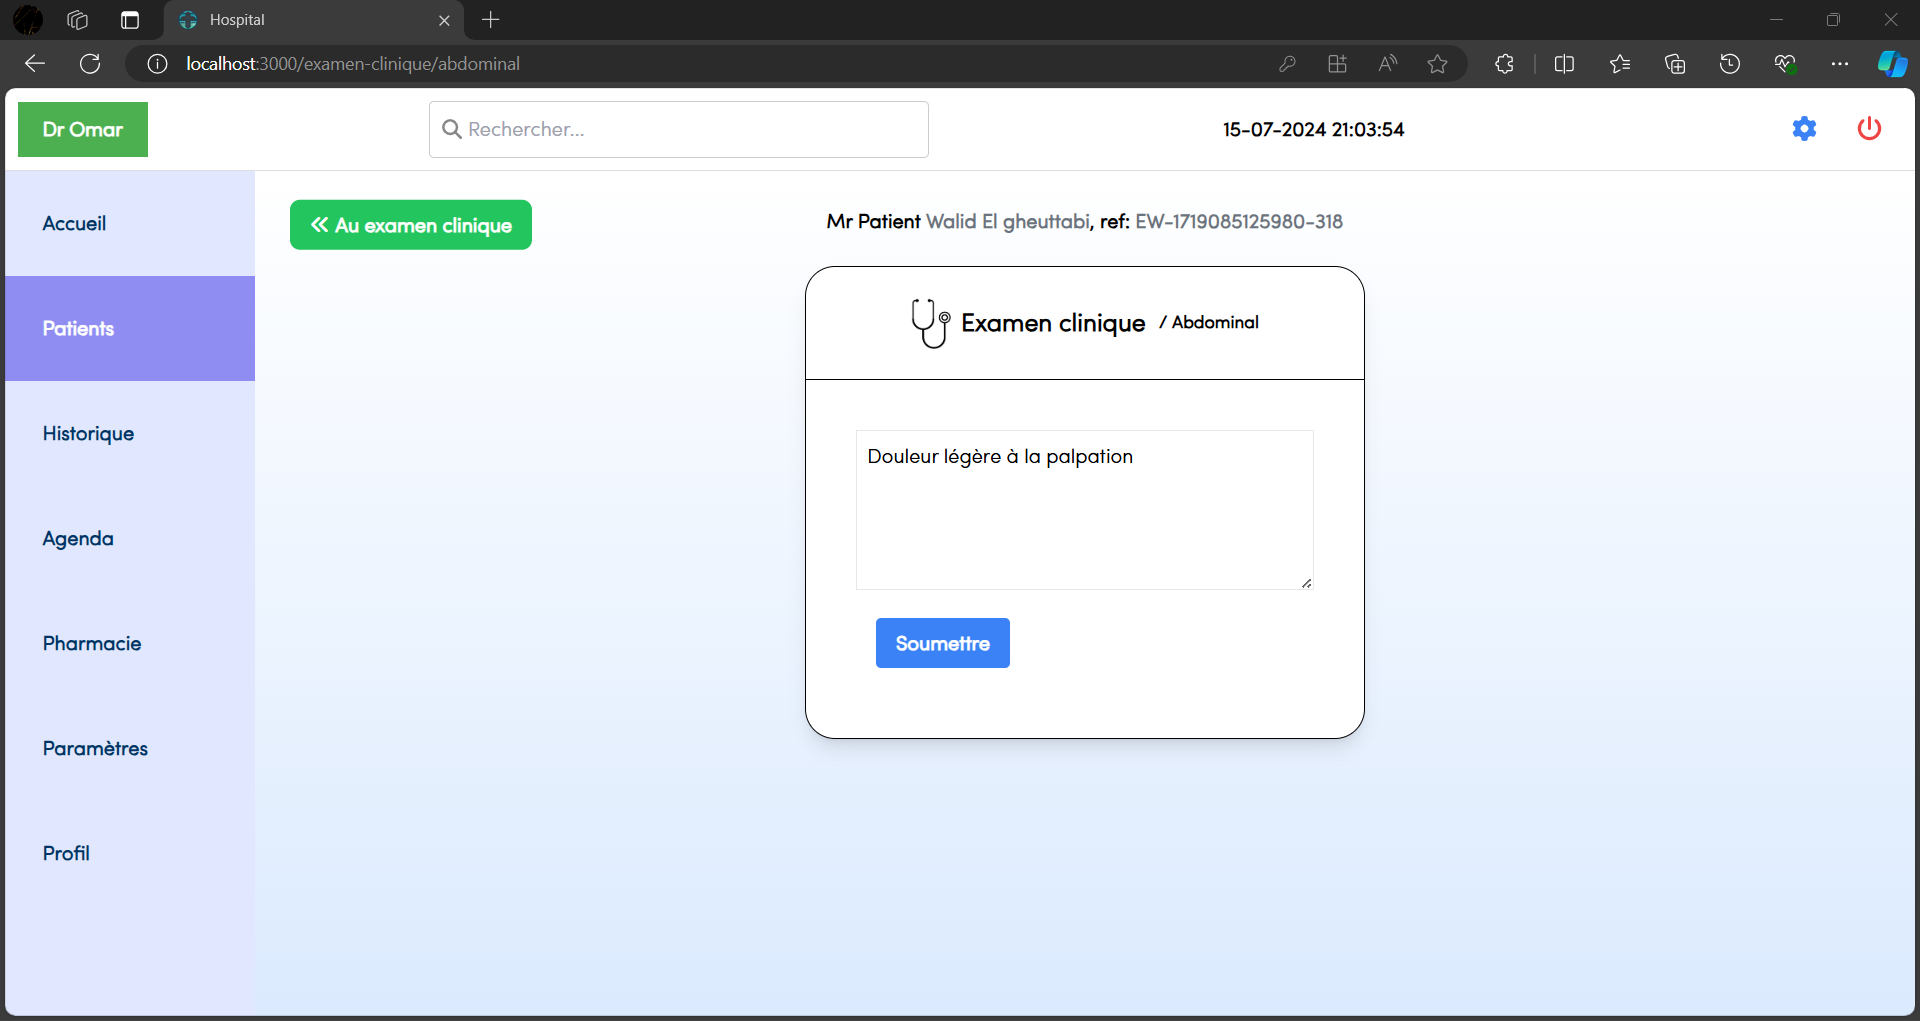 Hospital
localhost:3000/examen-clinique/abdominal
Dr Omar
Rechercher...
15-07-2024 21:03:54
Accueil
Patients
Historique
Agenda
Pharmacie
Paramètres
Profil
Au examen clinique
Mr Patient Walid El gheuttabi, ref: EW-1719085125980-318
Examen clinique / Abdominal
Douleur légère à la palpation
Soumettre